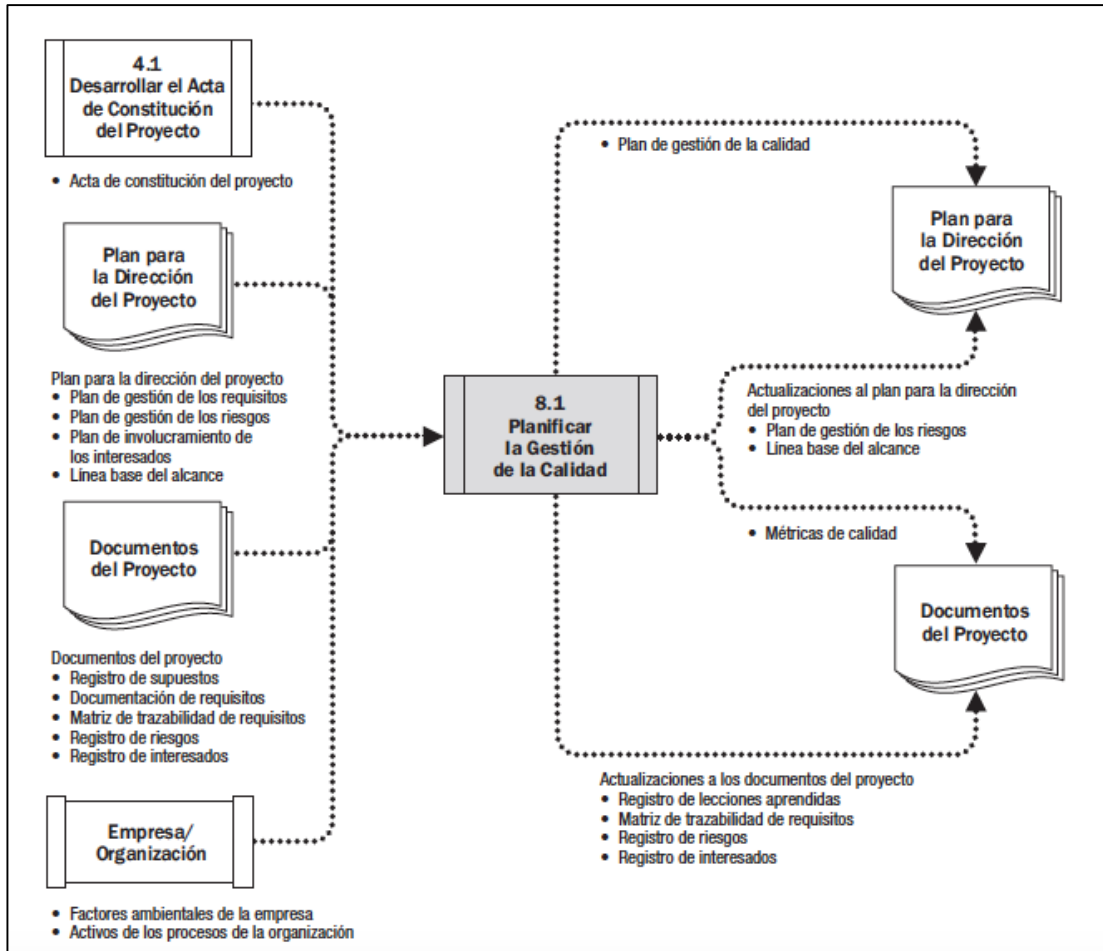 4.1
Desarrollar el Acta
de Constitución
del Proyecto
• Acta de constitución del proyecto
Plan para
la Dirección
del Proyecto
Plan para la dirección del proyecto
• Plan de gestión de los requisitos
• Plan de gestión de los riesgos
• Plan de involucramiento de
los interesados
• Línea base del alcance
Documentos
del Proyecto
Documentos del proyecto
• Registro de supuestos
• Documentación de requisitos
• Matriz de trazabilidad de requisitos
• Registro de riesgos
• Registro de interesados
Empresa/
Organización
• Factores ambientales de la empresa
• Activos de los procesos de la organización
8.1
Planificar
la Gestión
de la Calidad
• Plan de gestión de la calidad
Plan para
la Dirección
del Proyecto
Actualizaciones al plan para la dirección
del proyecto
• Plan de gestión de los riesgos
• Línea base del alcance
• Métricas de calidad
Documentos
del Proyecto
Actualizaciones a los documentos del proyecto
• Registro de lecciones aprendidas
• Matriz de trazabilidad de requisitos
• Registro de riesgos
• Registro de interesados